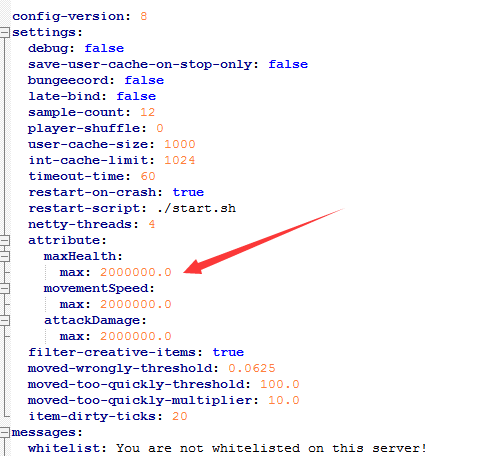 config-version: 8
settings:
debug: false
save-user-cache-on-stop-only: false
bungeecord: false
late-bind: false
sample-count: 12
player-shuffle: 0
user-cache-size: 1000
int-cache-limit: 1024
timeout-time: 60
restart-on-crash: true
restart-script: ./start.sh
netty-threads: 4
attribute:
maxHealth:
max: 2000000.0
movementSpeed:
max: 2000000.0
attackDamage:
max: 2000000.0
filter-creative-items: true
moved-wrongly-threshold: 0.0625
moved-too-quickly-threshold: 100.0
moved-too-quickly-multiplier: 10.0
item-dirty-ticks: 20
messages:
whitelist: You are not whitelisted on this server!